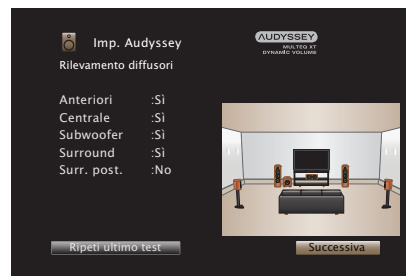 Imp. Audyssey
AUDYSSEY
MULTEQ XT
DYNAMIC VOLUME
Rilevamento diffusori
Anteriori :Sì
Centrale :Sì
Subwoofer :Sì
Surround :Sì
Surr. post. :No
Ripeti ultimo test
Successiva